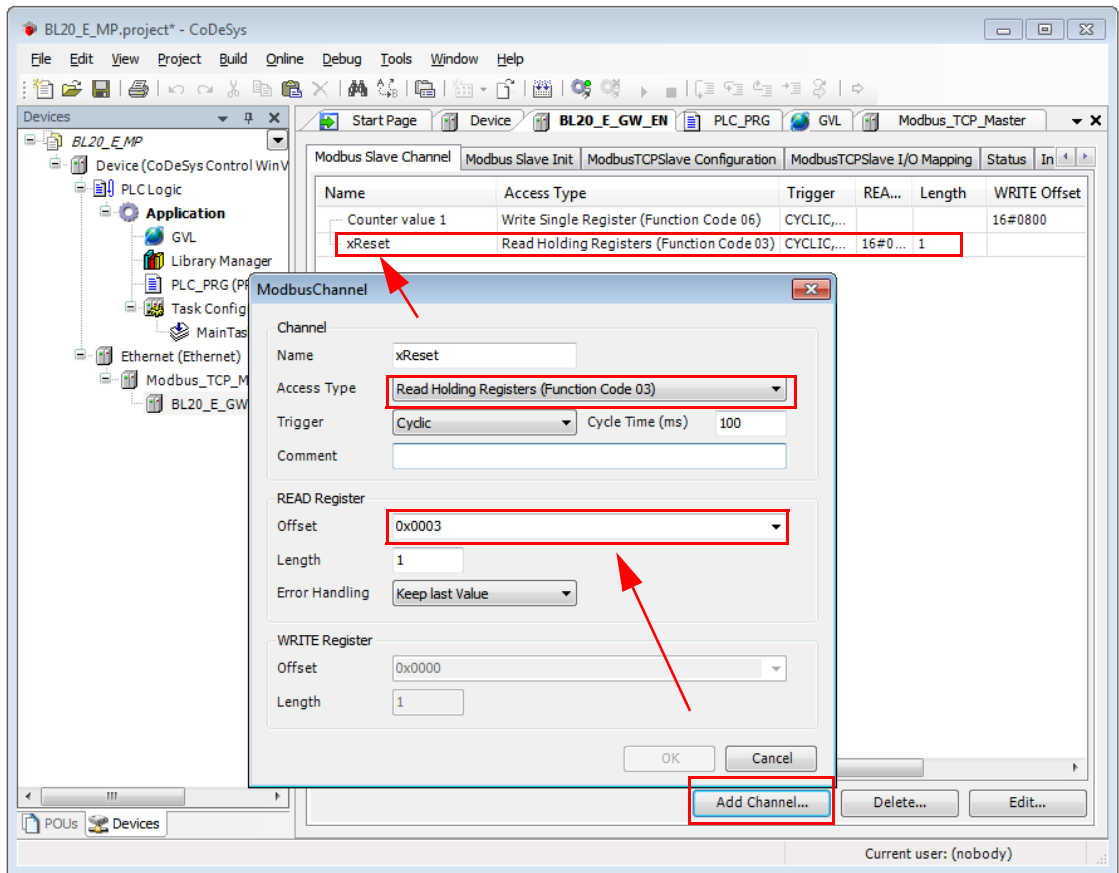 BL20_E_MP.project* - CoDeSys
File Edit View Project Build Online Debug Tools Window Help
Devices
BL20_E_MP
Device (CoDeSys Control Win V
PLC Logic
Application
GVL
Library Manager
PLC_PRG (PR
Task Config
MainTas
Ethernet (Ethernet)
Modbus_TCP_M
BL20_E_GW
POUs Devices
Start Page Device BL20_E_GW_EN PLC_PRG GVL Modbus_TCP_Master
Modbus Slave Channel Modbus Slave Init ModbusTCPSlave Configuration ModbusTCPSlave I/O Mapping Status In
Name Access Type Trigger REA... Length WRITE Offset
Counter value 1 Write Single Register (Function Code 06) CYCLIC,... 16#0800
xReset Read Holding Registers (Function Code 03) CYCLIC,... 16#0... 1
ModbusChannel
Channel
Name xReset
Access Type Read Holding Registers (Function Code 03)
Trigger Cyclic Cycle Time (ms) 100
Comment
READ Register
Offset 0x0003
Length 1
Error Handling Keep last Value
WRITE Register
Offset 0x0000
Length 1
OK Cancel
Add Channel... Delete... Edit...
Current user: (nobody)